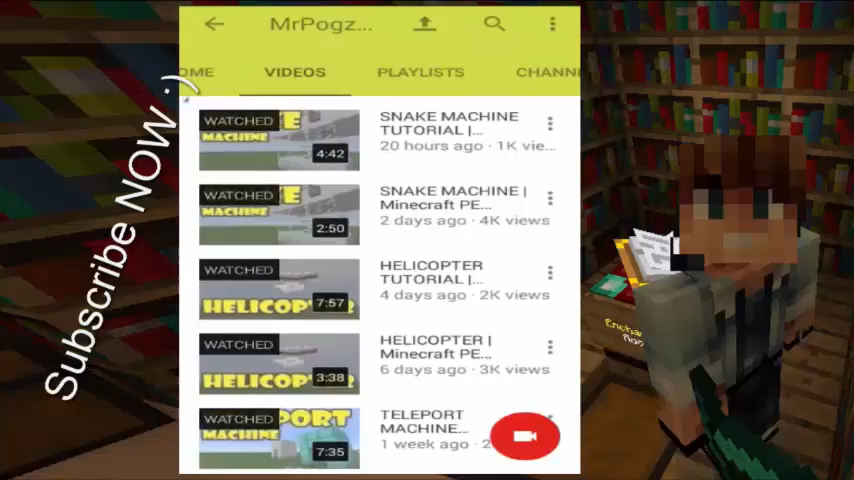 Subscribe NOW :)
MrPogz...
OME VIDEOS PLAYLISTS CHANN
WATCHED
MACHINE
4:42
SNAKE MACHINE
TUTORIAL |...
20 hours ago · 1K vie...
WATCHED
MACHINE
2:50
SNAKE MACHINE |
Minecraft PE...
2 days ago · 4K views
WATCHED
HELICOP
7:57
HELICOPTER
TUTORIAL |...
4 days ago · 2K views
WATCHED
HELICOP
3:38
HELICOPTER |
Minecraft PE...
6 days ago · 3K views
WATCHED
PORT
MACHINE
7:35
TELEPORT
MACHINE...
1 week ago · 2